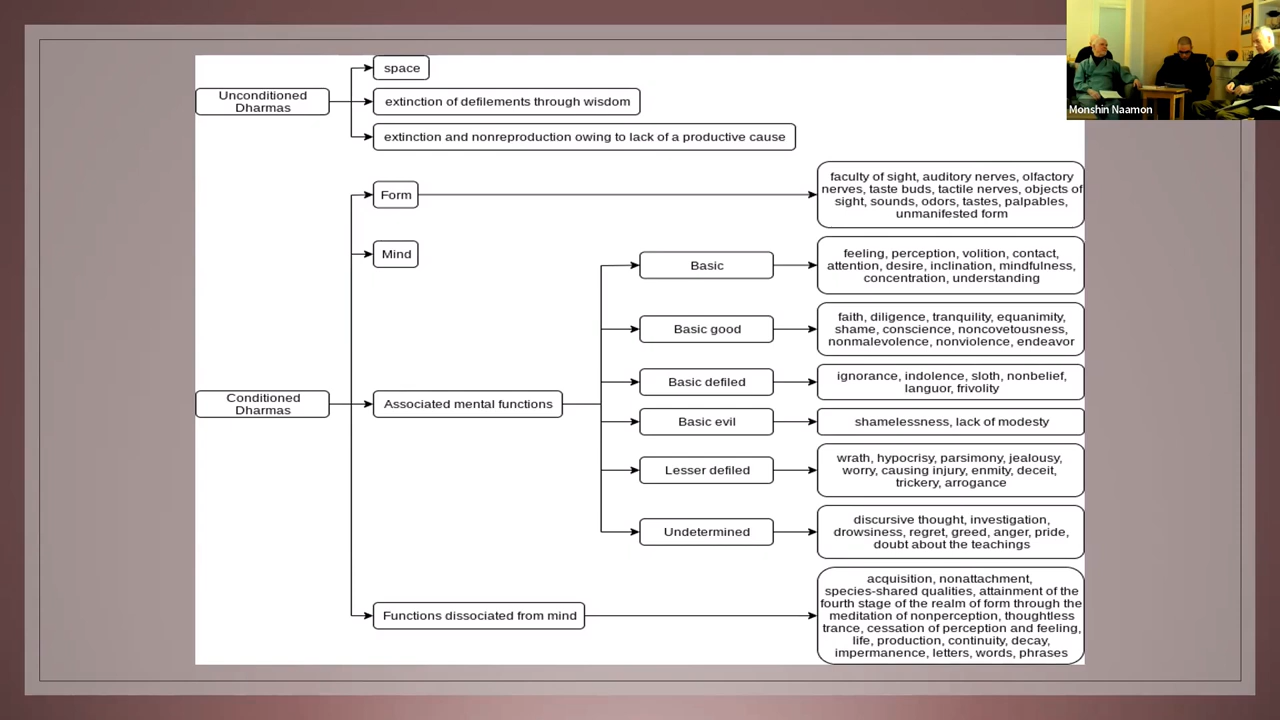 Monshin Naamon
Unconditioned
Dharmas
space
extinction of defilements through wisdom
extinction and nonreproduction owing to lack of a productive cause
Conditioned
Dharmas
Form
faculty of sight, auditory nerves, olfactory
nerves, taste buds, tactile nerves, objects of
sight, sounds, odors, tastes, palpables,
unmanifested form
Mind
Associated mental functions
Basic
feeling, perception, volition, contact,
attention, desire, inclination, mindfulness,
concentration, understanding
Basic good
faith, diligence, tranquility, equanimity,
shame, conscience, noncovetousness,
nonmalevolence, nonviolence, endeavor
Basic defiled
ignorance, indolence, sloth, nonbelief,
languor, frivolity
Basic evil
shamelessness, lack of modesty
Lesser defiled
wrath, hypocrisy, parsimony, jealousy,
worry, causing injury, enmity, deceit,
trickery, arrogance
Undetermined
discursive thought, investigation,
drowsiness, regret, greed, anger, pride,
doubt about the teachings
Functions dissociated from mind
acquisition, nonattachment,
species-shared qualities, attainment of the
fourth stage of the realm of form through the
meditation of nonperception, thoughtless
trance, cessation of perception and feeling,
life, production, continuity, decay,
impermanence, letters, words, phrases